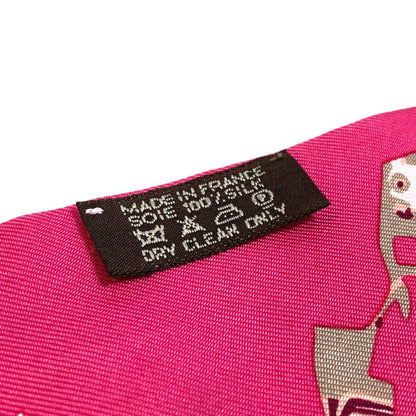 MADE IN FRANCE
SOIE 100% SILK
P
DRY CLEAN ONLY